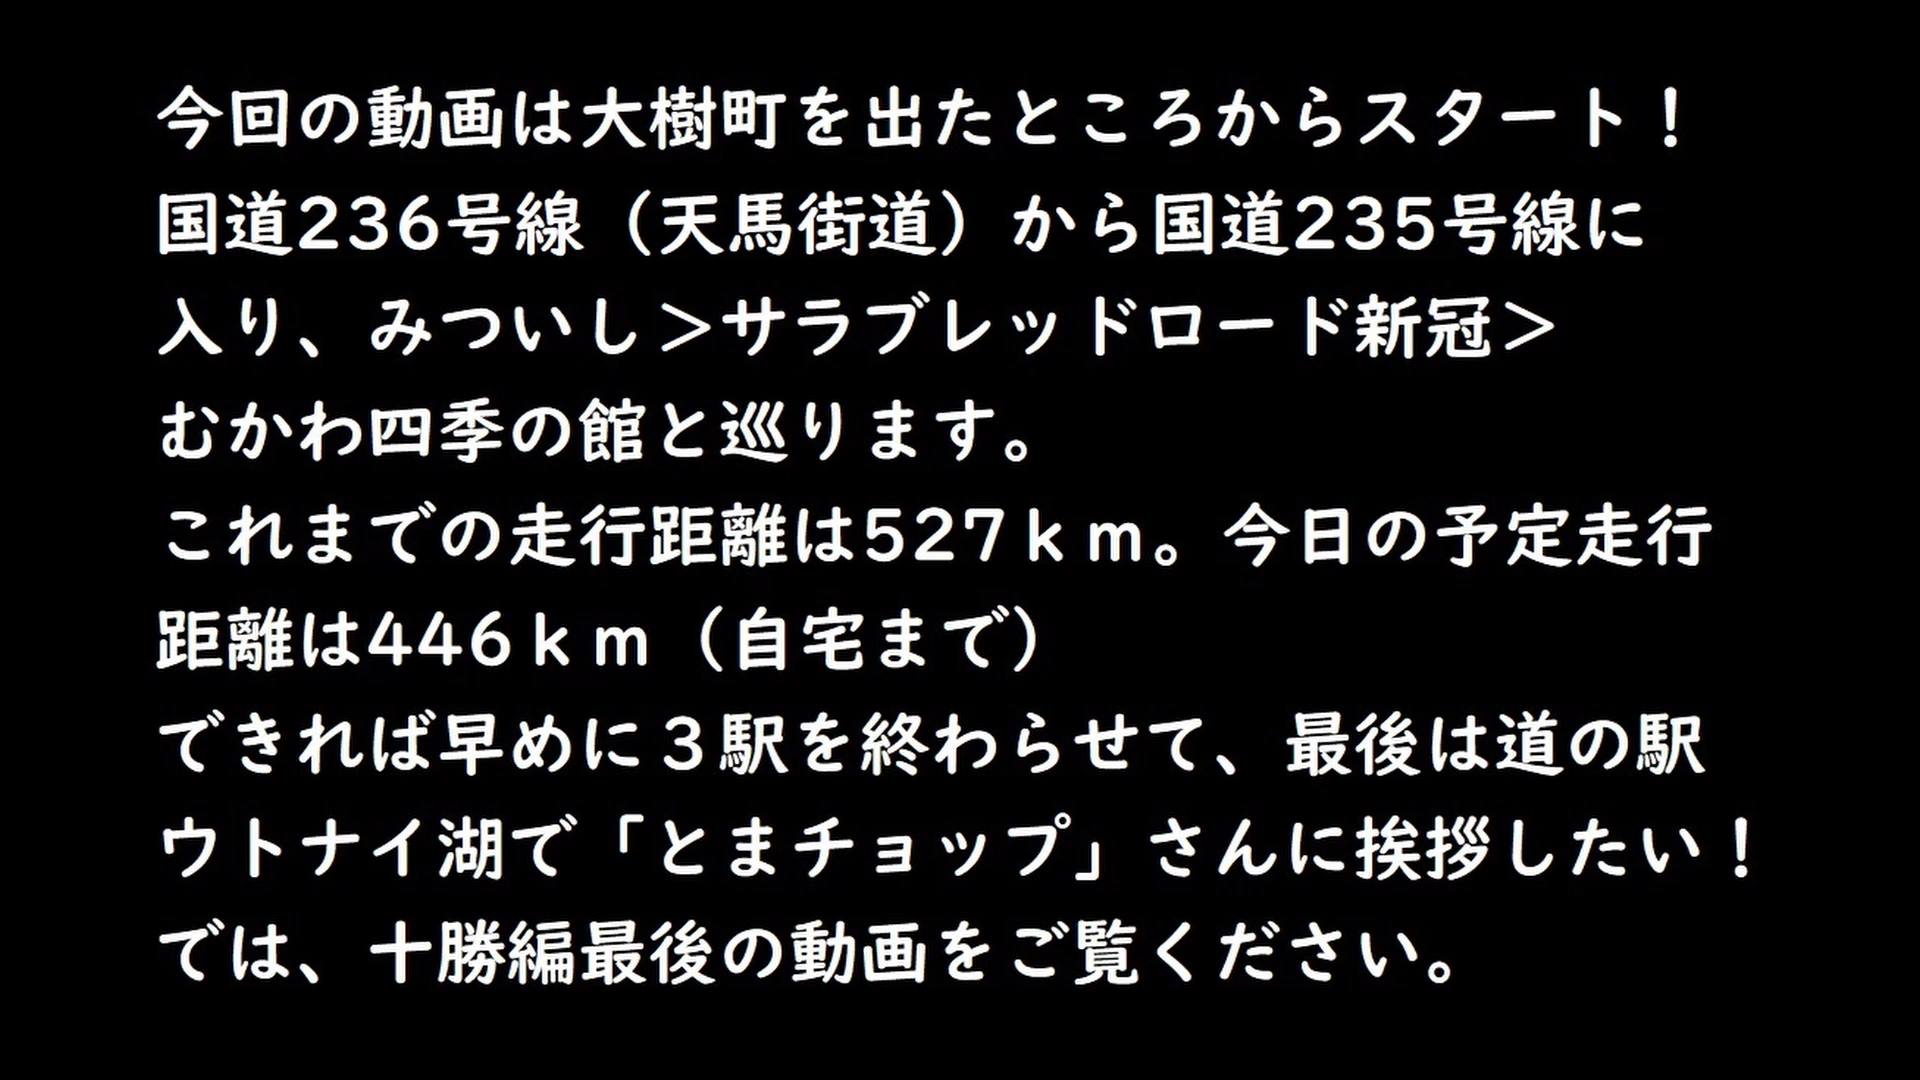 今回の動画は大樹町を出たところからスタート！
国道236号線（天馬街道）から国道235号線に
入り、みついし＞サラブレッドロード新冠＞
むかわ四季の館と巡ります。
これまでの走行距離は527ｋｍ。今日の予定走行
距離は446ｋｍ（自宅まで）
できれば早めに３駅を終わらせて、最後は道の駅
ウトナイ湖で「とまチョップ」さんに挨拶したい！
では、十勝編最後の動画をご覧ください。